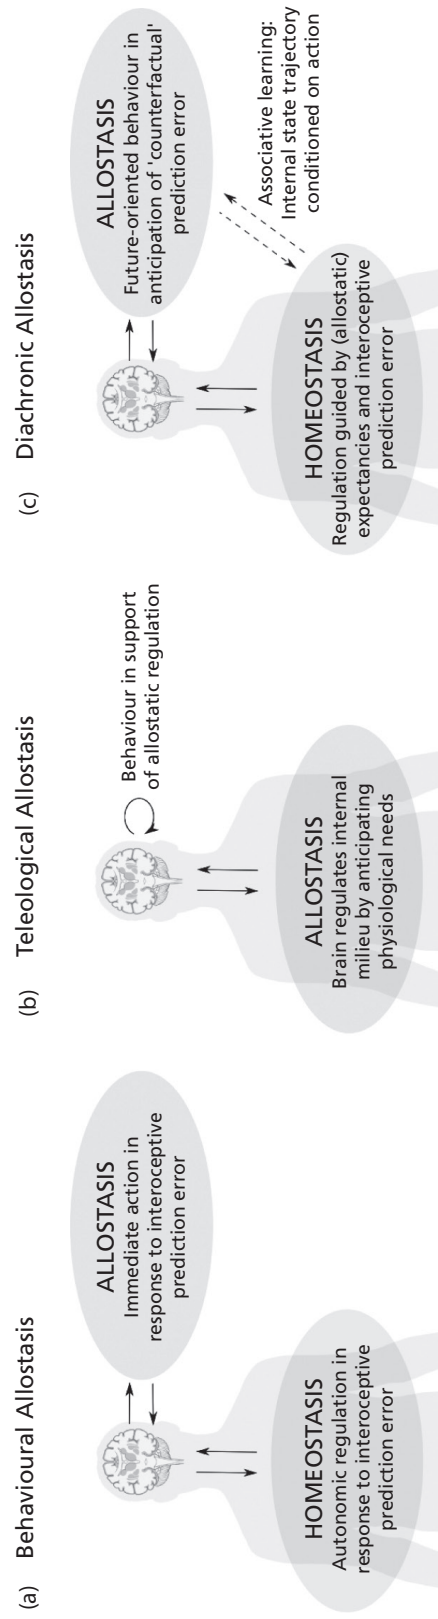 (a) Behavioural Allostasis
ALLOSTASIS
Immediate action in
response to interoceptive
prediction error
HOMEOSTASIS
Autonomic regulation in
response to interoceptive
prediction error
(b) Teleological Allostasis
Behaviour in support
of allostatic regulation
ALLOSTASIS
Brain regulates internal
milieu by anticipating
physiological needs
(c) Diachronic Allostasis
ALLOSTASIS
Future-oriented behaviour in
anticipation of 'counterfactual'
prediction error
Associative learning:
Internal state trajectory
conditioned on action
HOMEOSTASIS
Regulation guided by (allostatic)
expectancies and interoceptive
prediction error